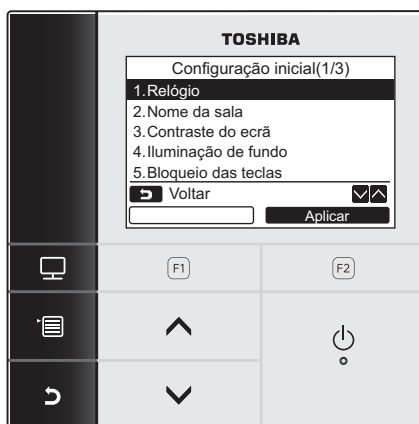 TOSHIBA
Configuração inicial(1/3)
1.Relógio
2.Nome da sala
3.Contraste do ecrã
4.Iluminação de fundo
5.Bloqueio das teclas
Voltar
Aplicar
F1
F2